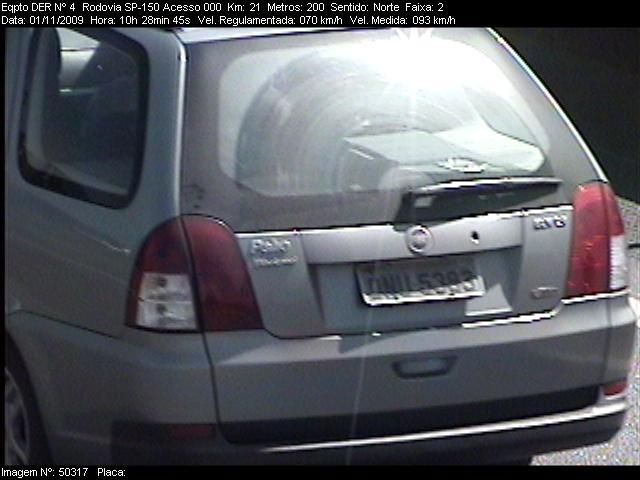 Eqpto DER Nº 4 Rodovia SP-150 Acesso 000 Km: 21 Metros: 200 Sentido: Norte Faixa: 2
Data: 01/11/2009 Hora: 10h 28min 45s Vel. Regulamentada: 070 km/h Vel. Medida: 093 km/h
Palio
Imagem Nº: 50317 Placa: